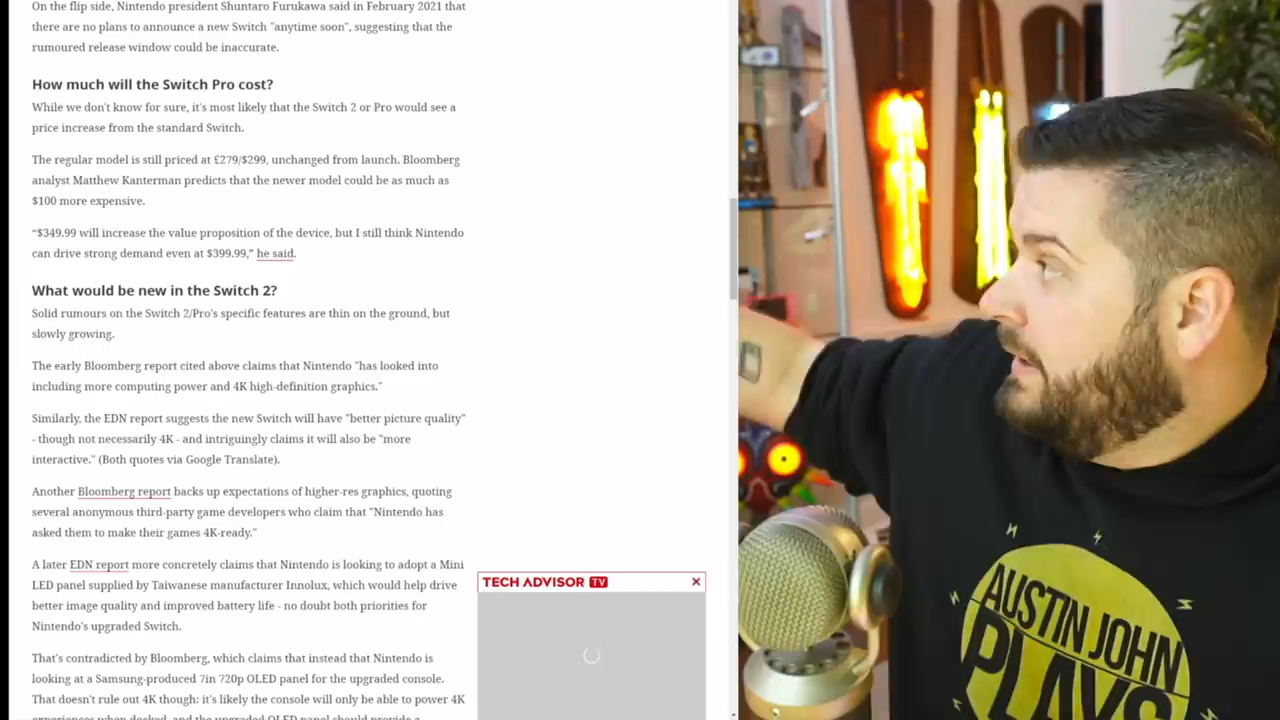 On the flip side, Nintendo president Shuntaro Furukawa said in February 2021 that
there are no plans to announce a new Switch "anytime soon", suggesting that the
rumoured release window could be inaccurate.
How much will the Switch Pro cost?
While we don't know for sure, it's most likely that the Switch 2 or Pro would see a
price increase from the standard Switch.
The regular model is still priced at £279/$299, unchanged from launch. Bloomberg
analyst Matthew Kanterman predicts that the newer model could be as much as
$100 more expensive.
“$349.99 will increase the value proposition of the device, but I still think Nintendo
can drive strong demand even at $399.99,” he said.
What would be new in the Switch 2?
Solid rumours on the Switch 2/Pro's specific features are thin on the ground, but
slowly growing.
The early Bloomberg report cited above claims that Nintendo "has looked into
including more computing power and 4K high-definition graphics."
Similarly, the EDN report suggests the new Switch will have "better picture quality"
- though not necessarily 4K - and intriguingly claims it will also be "more
interactive." (Both quotes via Google Translate).
Another Bloomberg report backs up expectations of higher-res graphics, quoting
several anonymous third-party game developers who claim that "Nintendo has
asked them to make their games 4K-ready."
A later EDN report more concretely claims that Nintendo is looking to adopt a Mini
LED panel supplied by Taiwanese manufacturer Innolux, which would help drive
better image quality and improved battery life - no doubt both priorities for
Nintendo's upgraded Switch.
That's contradicted by Bloomberg, which claims that instead that Nintendo is
looking at a Samsung-produced 7in 720p OLED panel for the upgraded console.
That doesn't rule out 4K though: it's likely the console will only be able to power 4K
experiences when docked, and the upgraded OLED panel should provide a
TECH ADVISOR TV
AUSTIN JOHN
PLAYS